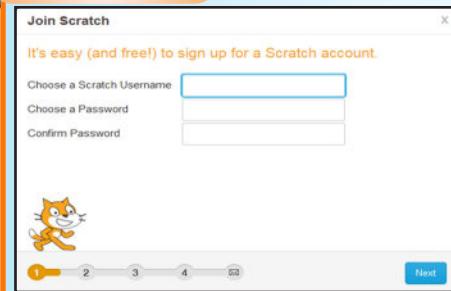 Join Scratch X
It's easy (and free!) to sign up for a Scratch account.
Choose a Scratch Username
Choose a Password
Confirm Password
1 2 3 4 Next